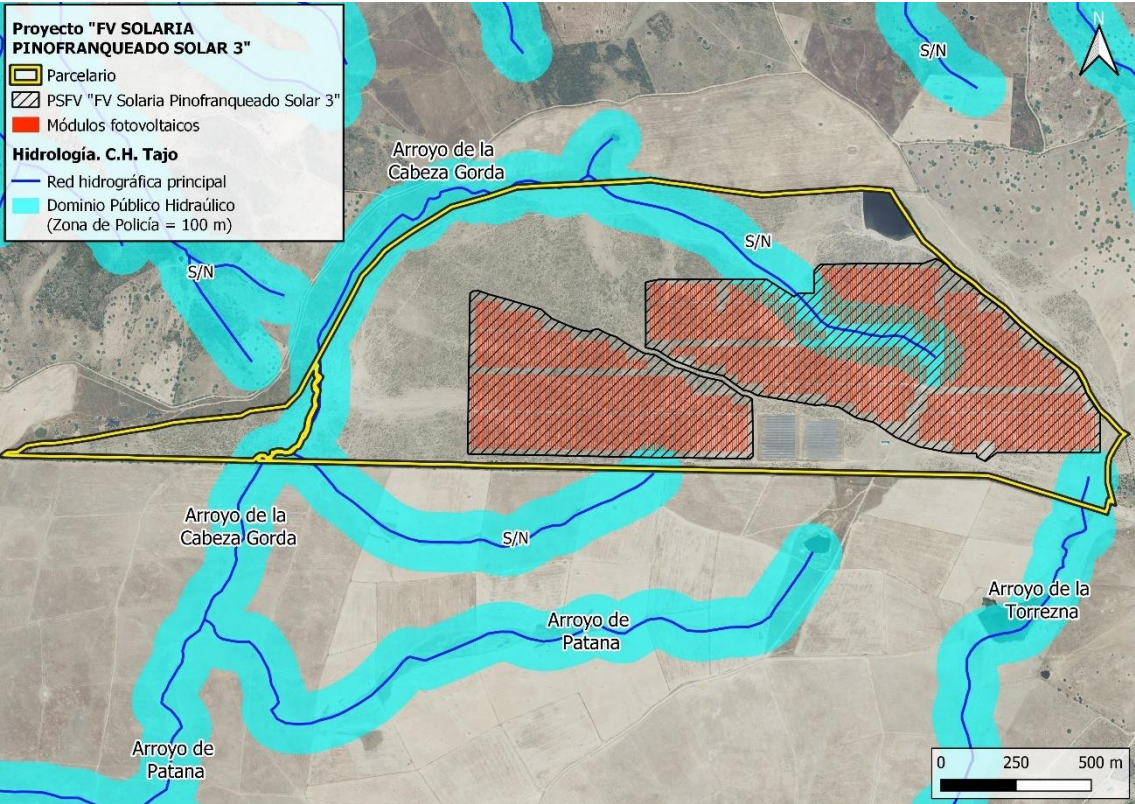 Proyecto "FV SOLARIA
PINOFRANQUEADO SOLAR 3"
Parcelario
PSFV "FV Solaria Pinofranqueado Solar 3"
Módulos fotovoltaicos
Hidrología. C.H. Tajo
Red hidrográfica principal
Dominio Público Hidraúlico
(Zona de Policía = 100 m)
S/N
N
Arroyo de la
Cabeza Gorda
S/N
S/N
Arroyo de la
Cabeza Gorda
S/N
Arroyo de la
Torrezna
Arroyo de
Patana
Arroyo de
Patana
0 250 500 m